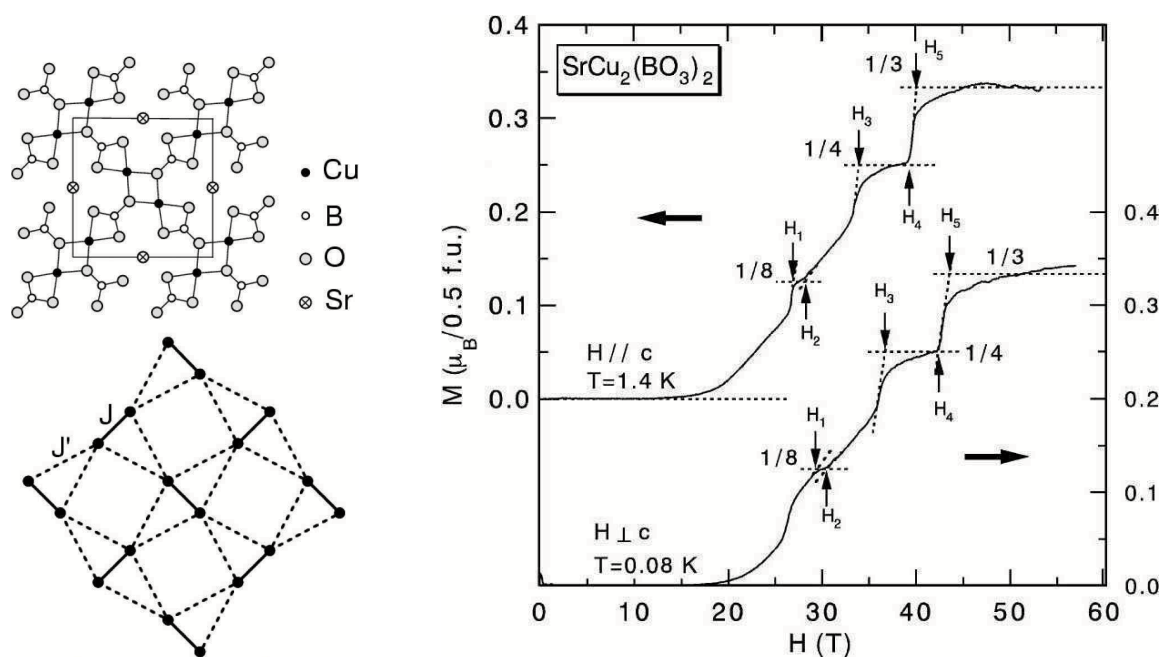 Cu
B
O
Sr
J
J'
SrCu₂(BO₃)₂
M (μ_B/0.5 f.u.)
0.4
0.3
0.2
0.1
0.0
H₅
1/3
H₃
1/4
H₄
H₁
1/8
H₂
H // c
T=1.4 K
H₅
1/3
H₃
1/4
H₄
H₁
1/8
H₂
H ⊥ c
T=0.08 K
0.4
0.3
0.2
0.1
0.0
0 10 20 30 40 50 60
H (T)